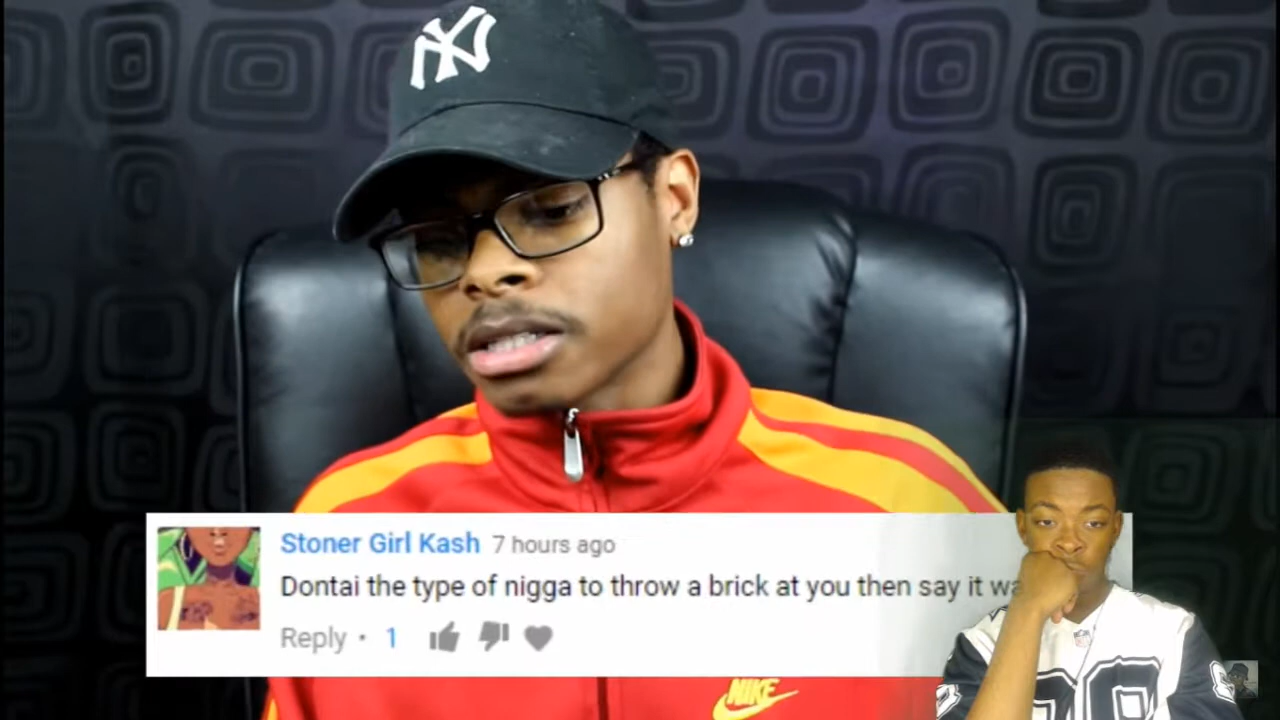 NY
Stoner Girl Kash 7 hours ago
Dontai the type of nigga to throw a brick at you then say it
Reply • 1
NIKE
NFL